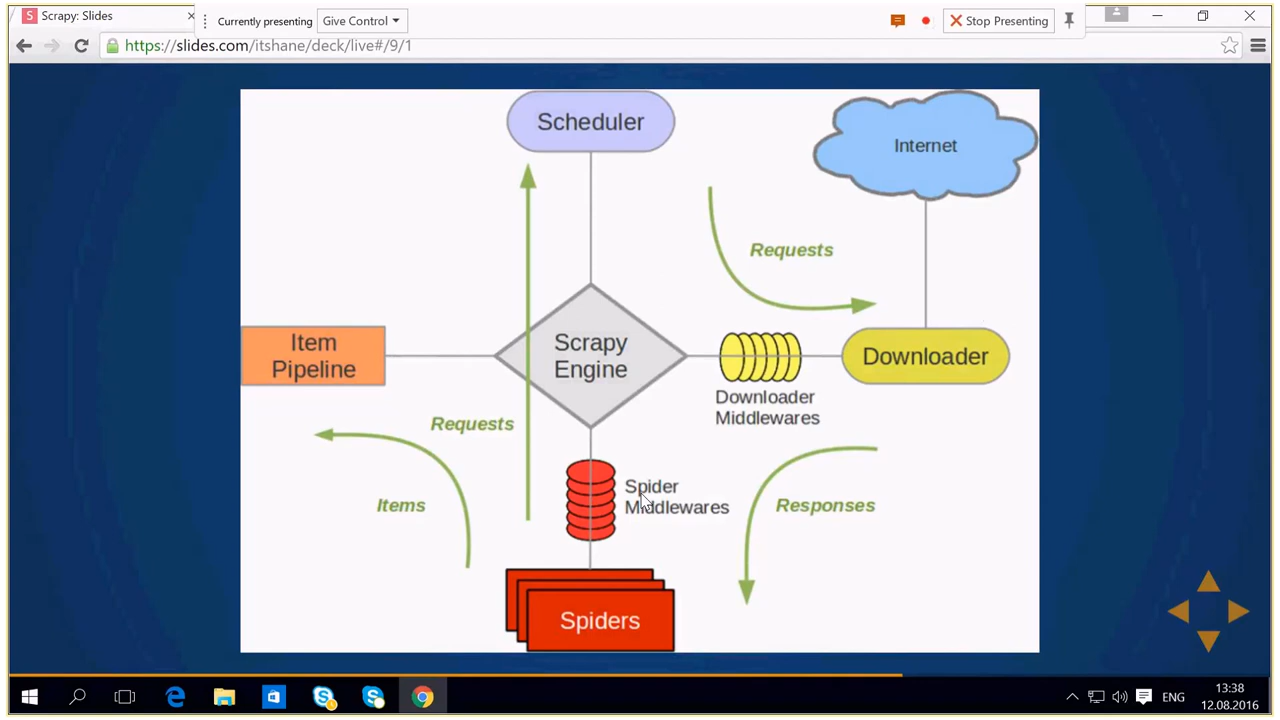 Scrapy: Slides
Currently presenting
Give Control
Stop Presenting
https://slides.com/itshane/deck/live#/9/1
Scheduler
Internet
Requests
Item
Pipeline
Scrapy
Engine
Downloader
Downloader
Middlewares
Requests
Spider
Middlewares
Items
Responses
Spiders
ENG
13:38
12.08.2016